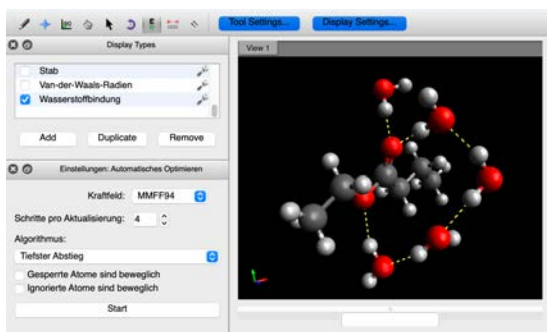 Tool Settings...
Display Settings...
Display Types
Stab
Van-der-Waals-Radien
Wasserstoffbindung
Add
Duplicate
Remove
Einstellungen: Automatisches Optimieren
Kraftfeld:
MMFF94
Schritte pro Aktualisierung:
4
Algorithmus:
Tiefster Abstieg
Gesperrte Atome sind beweglich
Ignorierte Atome sind beweglich
Start
View 1